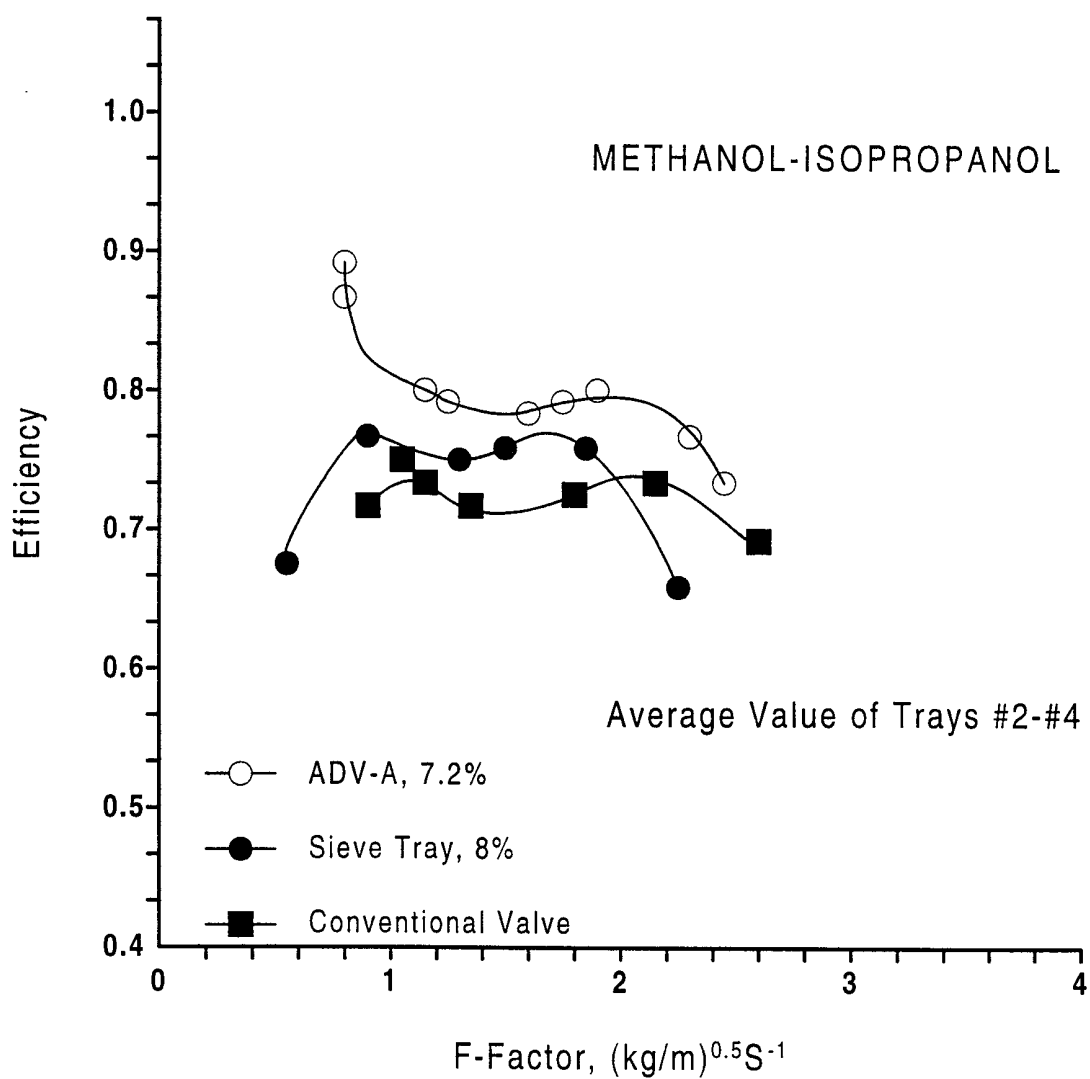 1.0
METHANOL-ISOPROPANOL
0.9
0.8
Efficiency
0.7
0.6
Average Value of Trays #2-#4
ADV-A, 7.2%
0.5
Sieve Tray, 8%
Conventional Valve
0.4
0 1 2 3 4
F-Factor, (kg/m)⁰·⁵S⁻¹